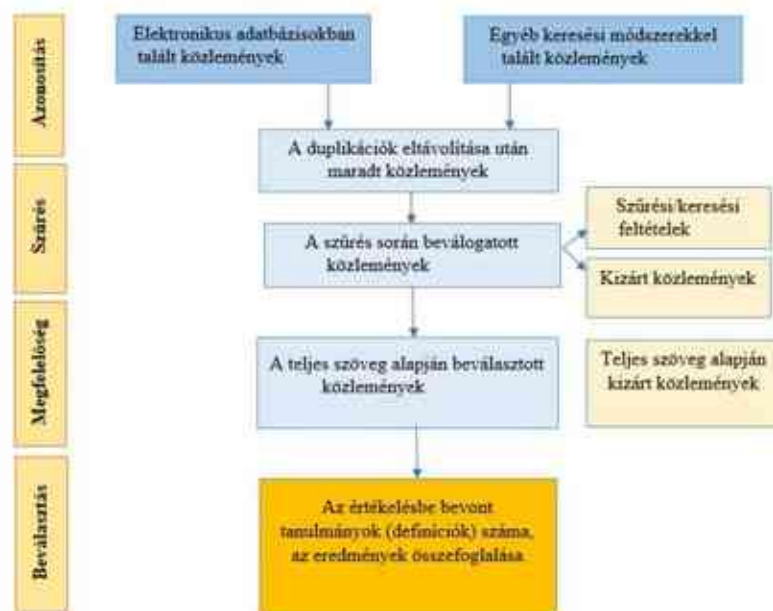 Azonosítás
Elektronikus adatbázisokban
talált közlemények
Egyéb keresési módszerekkel
talált közlemények
A duplikációk eltávolítása után
maradt közlemények
Szűrés
A szűrés során beválogatott
közlemények
Szűrési/keresési
feltételek
Kizárt közlemények
Megfelelőség
A teljes szöveg alapján beválasztott
közlemények
Teljes szöveg alapján
kizárt közlemények
Beválasztás
Az értékelésbe bevont
tanulmányok (definíciók) száma,
az eredmények összefoglalása